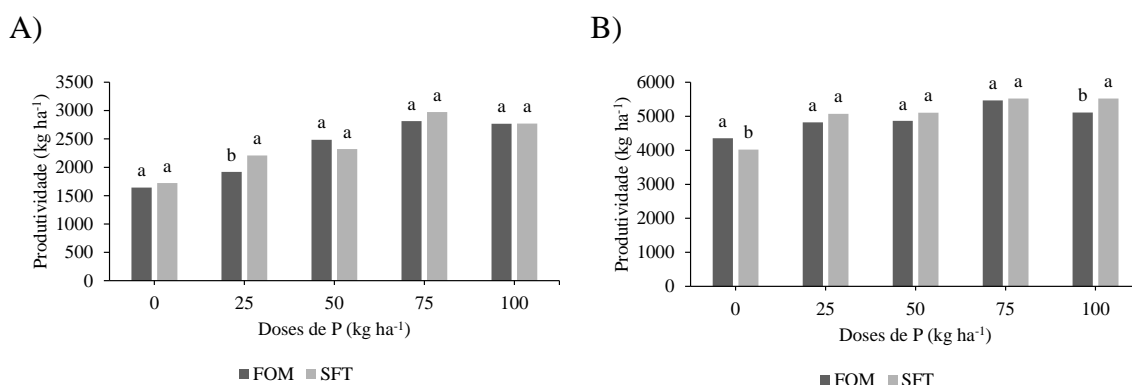 A)
3500
3000
2500
2000
1500
1000
500
0
Produtividade (kg ha⁻¹)
a a
b a
a a
a a
a a
0 25 50 75 100
Doses de P (kg ha⁻¹)
FOM SFT
B)
6000
5000
4000
3000
2000
1000
0
Produtividade (kg ha⁻¹)
a b
a a
a a
a a
b a
0 25 50 75 100
Doses de P (kg ha⁻¹)
FOM SFT